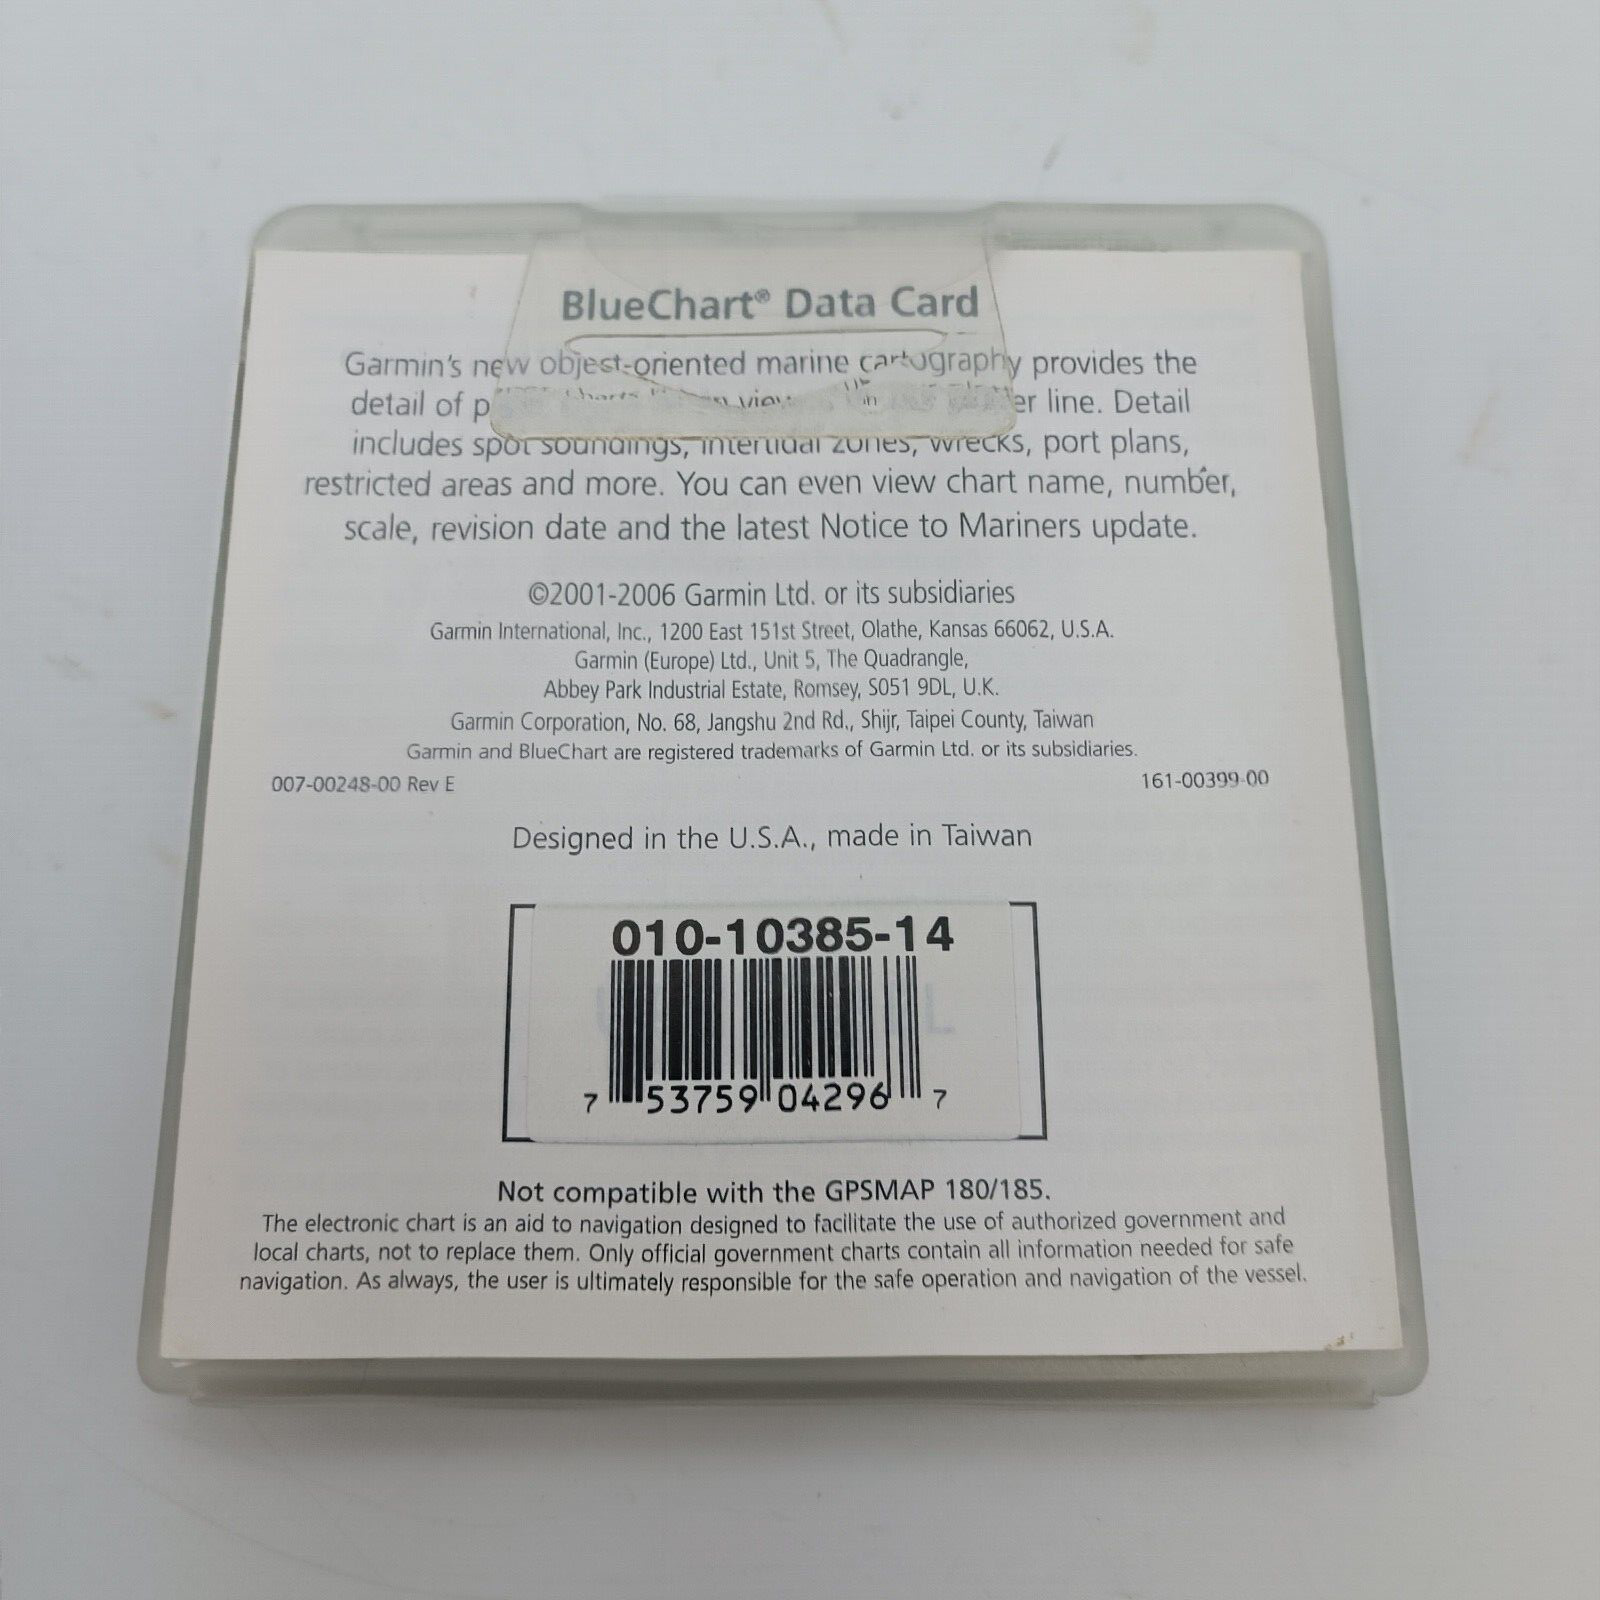 BlueChart® Data Card
Garmin's new object-oriented marine cartography provides the
detail of er line. Detail
includes spot soundings, intertidal zones, wrecks, port plans,
restricted areas and more. You can even view chart name, number,
scale, revision date and the latest Notice to Mariners update.
©2001-2006 Garmin Ltd. or its subsidiaries
Garmin International, Inc., 1200 East 151st Street, Olathe, Kansas 66062, U.S.A.
Garmin (Europe) Ltd., Unit 5, The Quadrangle,
Abbey Park Industrial Estate, Romsey, S051 9DL, U.K.
Garmin Corporation, No. 68, Jangshu 2nd Rd., Shijr, Taipei County, Taiwan
Garmin and BlueChart are registered trademarks of Garmin Ltd. or its subsidiaries.
007-00248-00 Rev E 161-00399-00
Designed in the U.S.A., made in Taiwan
010-10385-14
7 53759 04296 7
Not compatible with the GPSMAP 180/185.
The electronic chart is an aid to navigation designed to facilitate the use of authorized government and
local charts, not to replace them. Only official government charts contain all information needed for safe
navigation. As always, the user is ultimately responsible for the safe operation and navigation of the vessel.